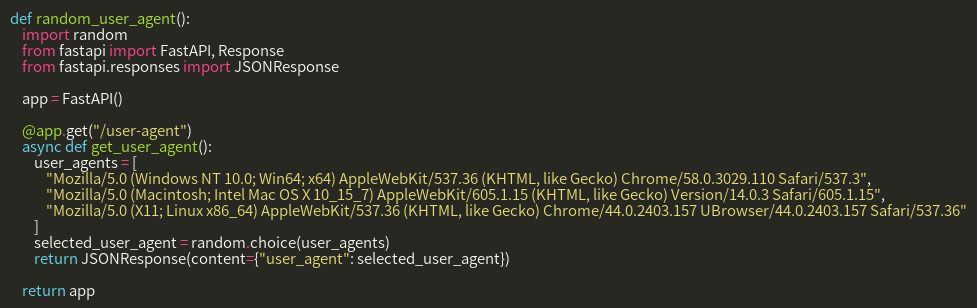 def random_user_agent():
    import random
    from fastapi import FastAPI, Response
    from fastapi.responses import JSONResponse

    app = FastAPI()

    @app.get("/user-agent")
    async def get_user_agent():
        user_agents = [
            "Mozilla/5.0 (Windows NT 10.0; Win64; x64) AppleWebKit/537.36 (KHTML, like Gecko) Chrome/58.0.3029.110 Safari/537.3",
            "Mozilla/5.0 (Macintosh; Intel Mac OS X 10_15_7) AppleWebKit/605.1.15 (KHTML, like Gecko) Version/14.0.3 Safari/605.1.15",
            "Mozilla/5.0 (X11; Linux x86_64) AppleWebKit/537.36 (KHTML, like Gecko) Chrome/44.0.2403.157 UBrowser/44.0.2403.157 Safari/537.36"
        ]
        selected_user_agent = random.choice(user_agents)
        return JSONResponse(content={"user_agent": selected_user_agent})

    return app